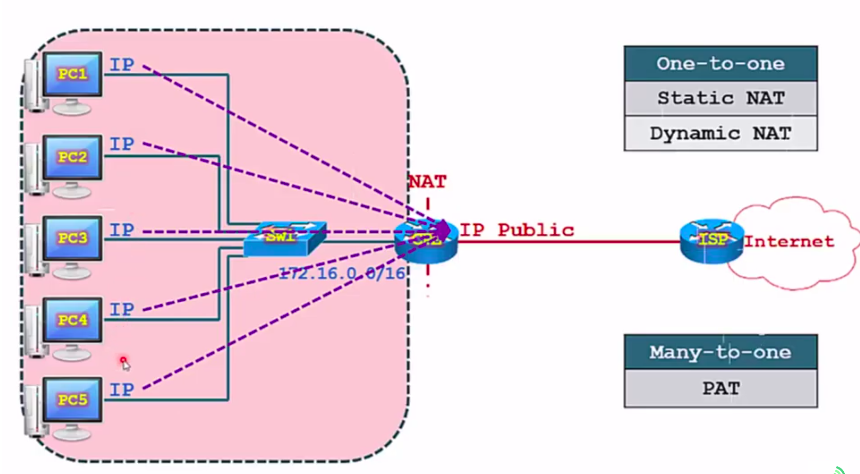 PC1 IP
PC2 IP
PC3 IP
PC4 IP
PC5 IP
SW1
172.16.0.0/16
NAT
IP Public
ISP
Internet
One-to-one
Static NAT
Dynamic NAT
Many-to-one
PAT